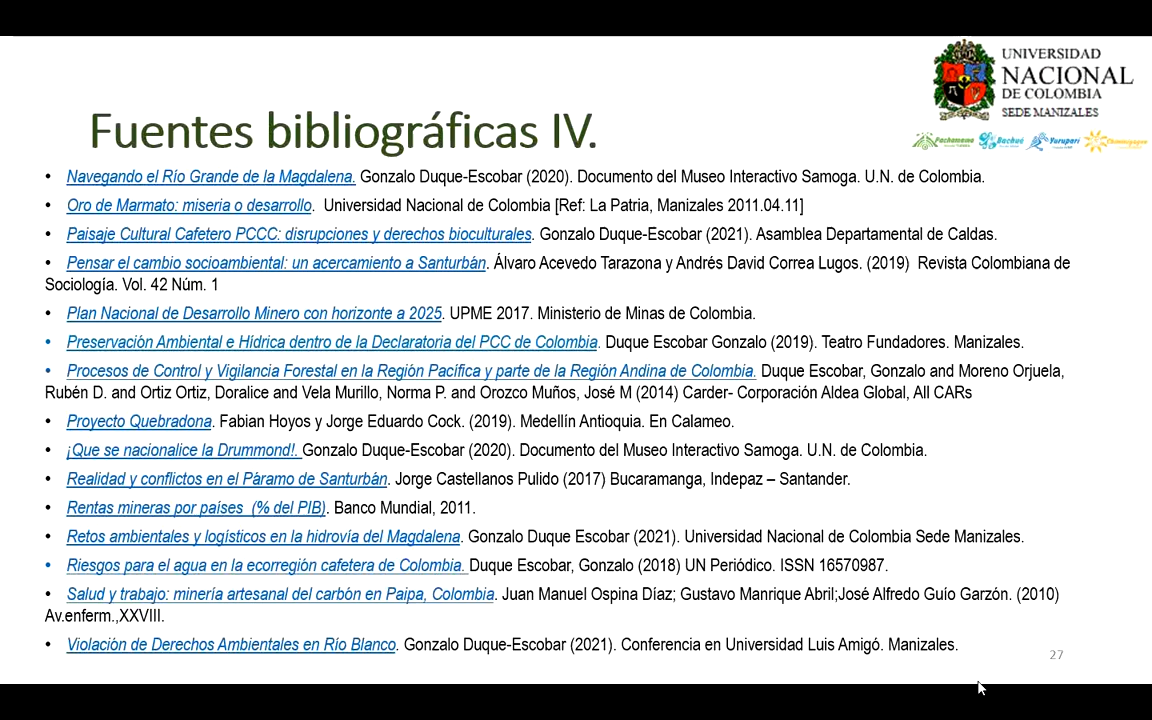 UNIVERSIDAD
NACIONAL
DE COLOMBIA
SEDE MANIZALES
Pachamama
Bachué
Yurupari
Chiminigagua
Fuentes bibliográficas IV.
• Navegando el Río Grande de la Magdalena. Gonzalo Duque-Escobar (2020). Documento del Museo Interactivo Samoga. U.N. de Colombia.
• Oro de Marmato: miseria o desarrollo. Universidad Nacional de Colombia [Ref: La Patria, Manizales 2011.04.11]
• Paisaje Cultural Cafetero PCCC: disrupciones y derechos bioculturales. Gonzalo Duque-Escobar (2021). Asamblea Departamental de Caldas.
• Pensar el cambio socioambiental: un acercamiento a Santurbán. Álvaro Acevedo Tarazona y Andrés David Correa Lugos. (2019) Revista Colombiana de
Sociología. Vol. 42 Núm. 1
• Plan Nacional de Desarrollo Minero con horizonte a 2025. UPME 2017. Ministerio de Minas de Colombia.
• Preservación Ambiental e Hídrica dentro de la Declaratoria del PCC de Colombia. Duque Escobar Gonzalo (2019). Teatro Fundadores. Manizales.
• Procesos de Control y Vigilancia Forestal en la Región Pacífica y parte de la Región Andina de Colombia. Duque Escobar, Gonzalo and Moreno Orjuela,
Rubén D. and Ortiz Ortiz, Doralice and Vela Murillo, Norma P. and Orozco Muños, José M (2014) Carder- Corporación Aldea Global, All CARs
• Proyecto Quebradona. Fabian Hoyos y Jorge Eduardo Cock. (2019). Medellín Antioquia. En Calameo.
• ¡Que se nacionalice la Drummond!. Gonzalo Duque-Escobar (2020). Documento del Museo Interactivo Samoga. U.N. de Colombia.
• Realidad y conflictos en el Páramo de Santurbán. Jorge Castellanos Pulido (2017) Bucaramanga, Indepaz – Santander.
• Rentas mineras por países (% del PIB). Banco Mundial, 2011.
• Retos ambientales y logísticos en la hidrovía del Magdalena. Gonzalo Duque Escobar (2021). Universidad Nacional de Colombia Sede Manizales.
• Riesgos para el agua en la ecorregión cafetera de Colombia. Duque Escobar, Gonzalo (2018) UN Periódico. ISSN 16570987.
• Salud y trabajo: minería artesanal del carbón en Paipa, Colombia. Juan Manuel Ospina Díaz; Gustavo Manrique Abril;José Alfredo Guío Garzón. (2010)
Av.enferm.,XXVIII.
• Violación de Derechos Ambientales en Río Blanco. Gonzalo Duque-Escobar (2021). Conferencia en Universidad Luis Amigó. Manizales.
27